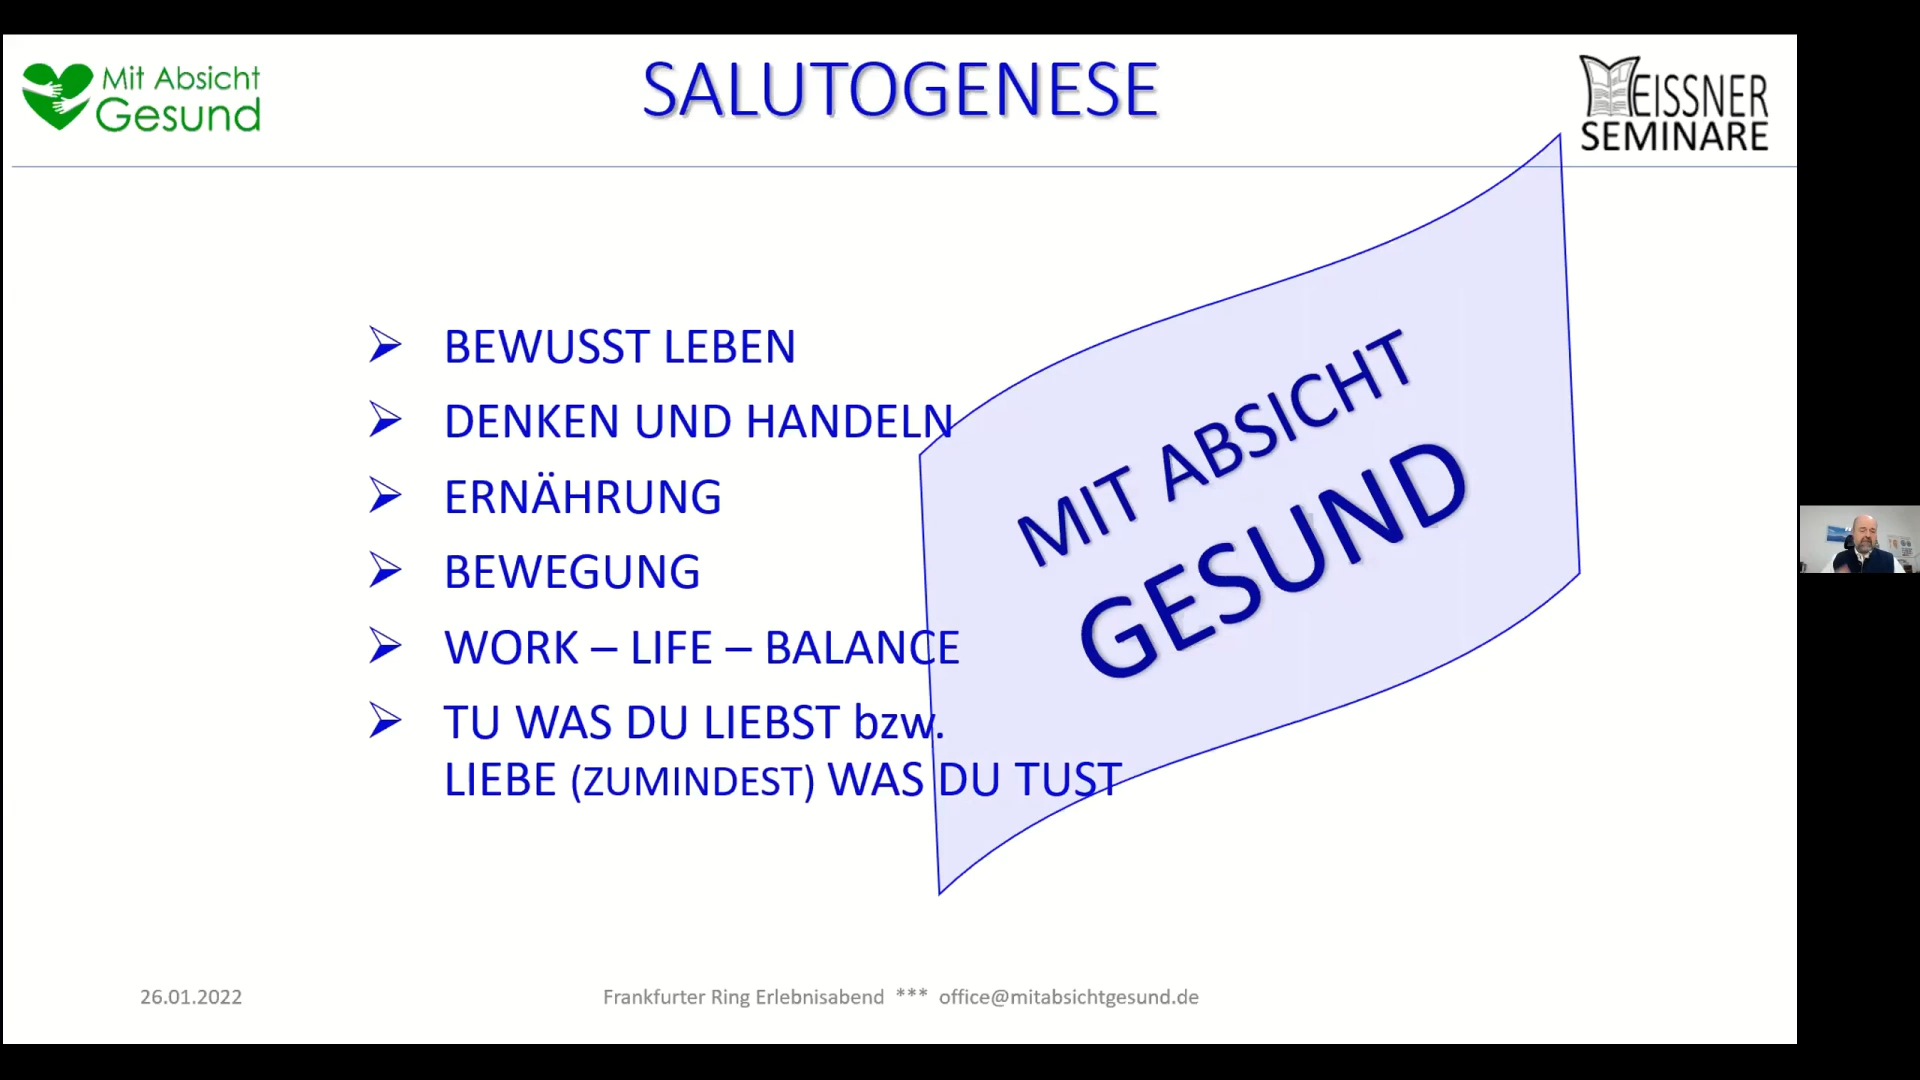 Mit Absicht
Gesund
SALUTOGENESE
MEISSNER
SEMINARE
BEWUSST LEBEN
DENKEN UND HANDELN
ERNÄHRUNG
BEWEGUNG
WORK – LIFE – BALANCE
TU WAS DU LIEBST bzw.
LIEBE (ZUMINDEST) WAS DU TUST
MIT ABSICHT
GESUND
26.01.2022
Frankfurter Ring Erlebnisabend *** office@mitabsichtgesund.de